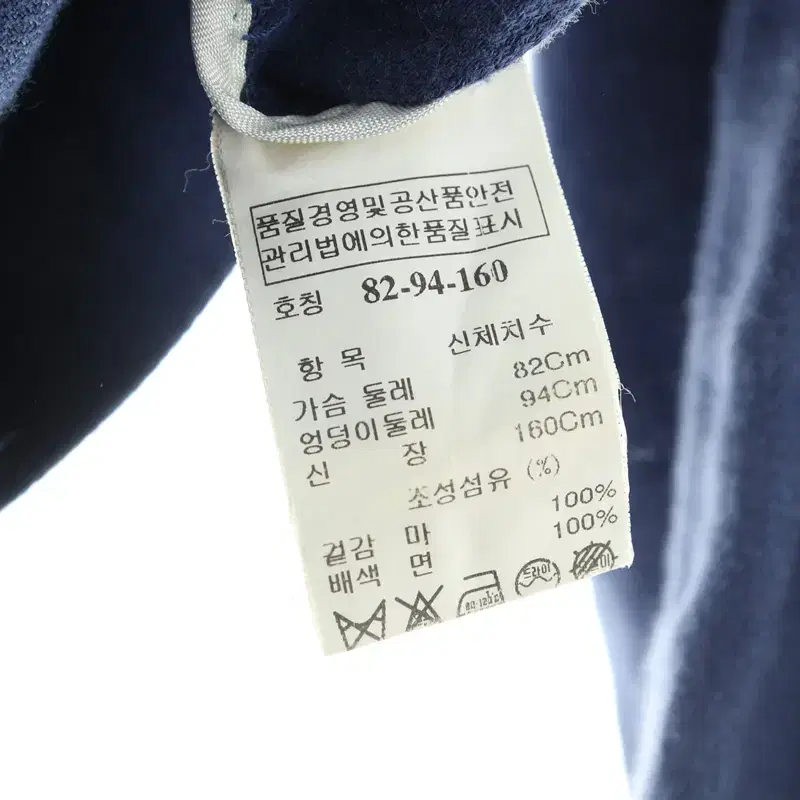 품질경영및공산품안전
관리법에의한품질표시
호칭 82-94-160
항 목 신체치수
가슴 둘레 82Cm
엉덩이둘레 94Cm
신 장 160Cm
조성섬유 (%)
겉감 마 100%
배색 면 100%
드라이